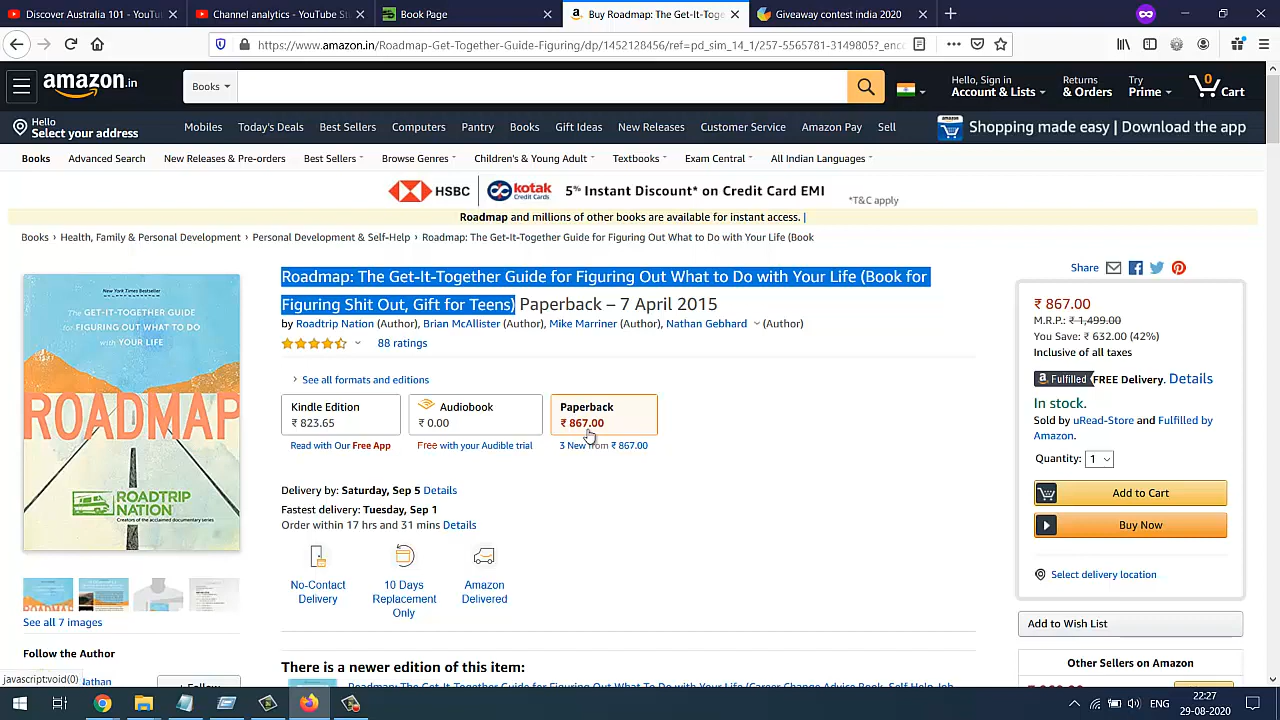 Discover Australia 101 - YouTu
Channel analytics - YouTube St
Book Page
Buy Roadmap: The Get-It-Toge
Giveaway contest india 2020
https://www.amazon.in/Roadmap-Get-Together-Guide-Figuring/dp/1452128456/ref=pd_sim_14_1/257-5565781-3149805?_enc
amazon.in
Books
Hello, Sign in
Account & Lists
Returns
& Orders
Try
Prime
0
Cart
Hello
Select your address
Mobiles
Today's Deals
Best Sellers
Computers
Pantry
Books
Gift Ideas
New Releases
Customer Service
Amazon Pay
Sell
Shopping made easy | Download the app
Books
Advanced Search
New Releases & Pre-orders
Best Sellers
Browse Genres
Children's & Young Adult
Textbooks
Exam Central
All Indian Languages
HSBC
kotak
Credit Cards
5% Instant Discount* on Credit Card EMI
*T&C apply
Roadmap and millions of other books are available for instant access. |
Books › Health, Family & Personal Development › Personal Development & Self-Help › Roadmap: The Get-It-Together Guide for Figuring Out What to Do with Your Life (Book
Roadmap: The Get-It-Together Guide for Figuring Out What to Do with Your Life (Book for
Figuring Shit Out, Gift for Teens) Paperback – 7 April 2015
by Roadtrip Nation (Author), Brian McAllister (Author), Mike Marriner (Author), Nathan Gebhard (Author)
88 ratings
› See all formats and editions
Kindle Edition
₹ 823.65
Read with Our Free App
Audiobook
₹ 0.00
Free with your Audible trial
Paperback
₹ 867.00
3 New from ₹ 867.00
Delivery by: Saturday, Sep 5 Details
Fastest delivery: Tuesday, Sep 1
Order within 17 hrs and 31 mins Details
No-Contact
Delivery
10 Days
Replacement
Only
Amazon
Delivered
There is a newer edition of this item:
New York Times Bestseller
The GET-IT-TOGETHER
GUIDE
for FIGURING OUT WHAT TO DO
with YOUR LIFE
ROADMAP
ROADTRIP
NATION
Creators of the acclaimed documentary series
See all 7 images
Follow the Author
Nathan
Follow
javascript:void(0)
Share
₹ 867.00
M.R.P.: ₹ 1,499.00
You Save: ₹ 632.00 (42%)
Inclusive of all taxes
Fulfilled FREE Delivery. Details
In stock.
Sold by uRead-Store and Fulfilled by
Amazon.
Quantity: 1
Add to Cart
Buy Now
Select delivery location
Add to Wish List
Other Sellers on Amazon
ENG
22:27
29-08-2020